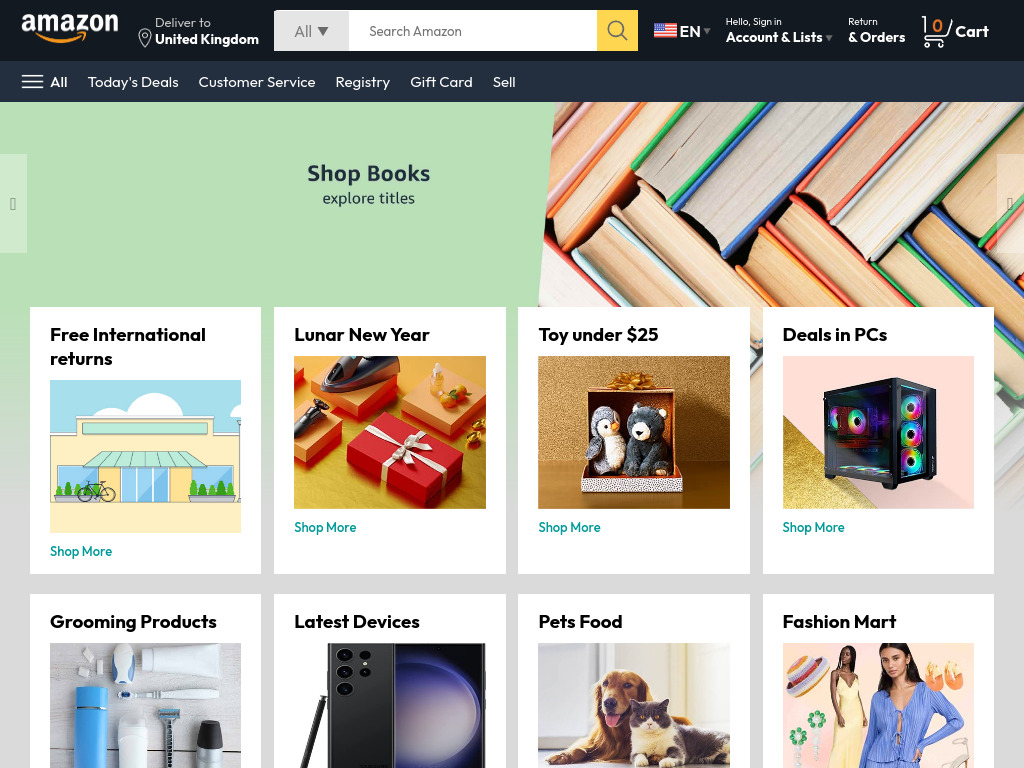 amazon
Deliver to
United Kingdom
All
Search Amazon
EN
Hello, Sign in
Account & Lists
Return
& Orders
0
Cart
All
Today's Deals
Customer Service
Registry
Gift Card
Sell
Shop Books
explore titles
Free International
returns
Shop More
Lunar New Year
Shop More
Toy under $25
Shop More
Deals in PCs
Shop More
Grooming Products
Latest Devices
Pets Food
Fashion Mart